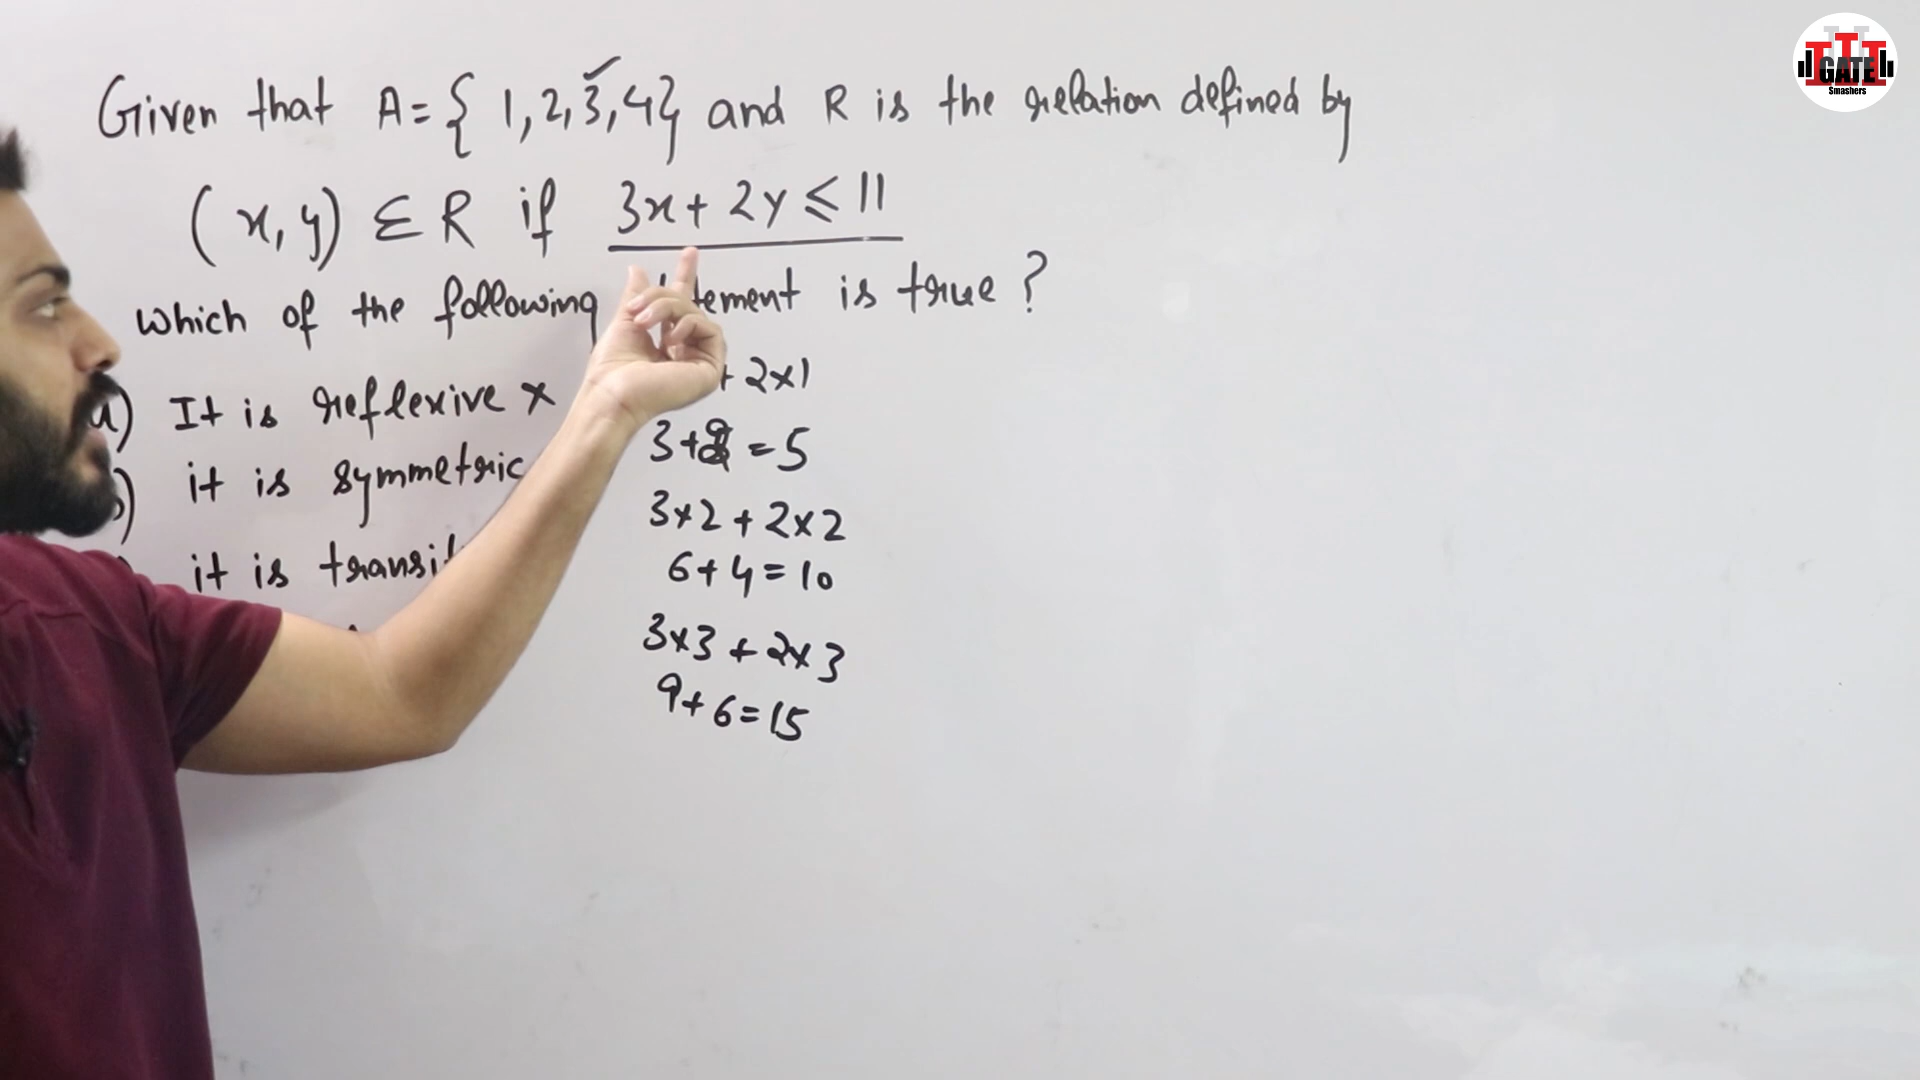 Given that A = { 1, 2, 3, 4} and R is the relation defined by
(x, y) ∈ R if 3x + 2y ≤ 11
which of the following is true ?
a) It is reflexive ×
it is symmetric
it is
+ 2×1
3+2 = 5
3×2 + 2×2
6+4=10
3×3 + 2×3
9+6=15
GATE
Smashers